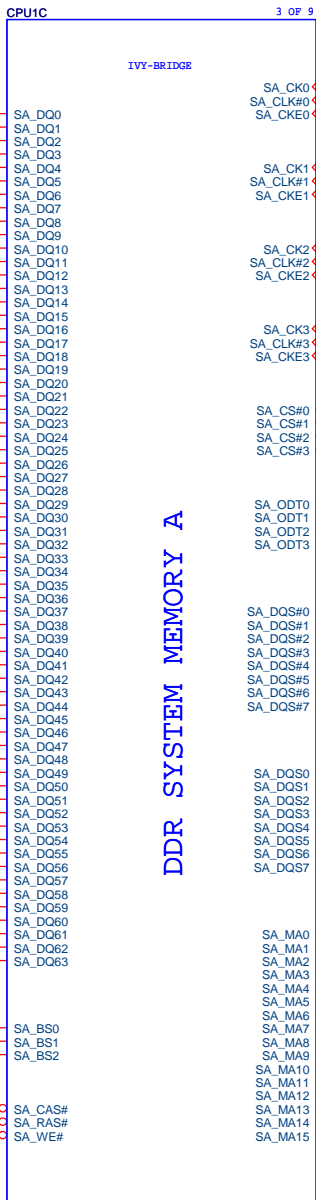 CPU1C
3 OF 9
IVY-BRIDGE
SA_CK0
SA_CLK#0
SA_CKE0
SA_DQ0
SA_DQ1
SA_DQ2
SA_DQ3
SA_DQ4
SA_CK1
SA_DQ5
SA_CLK#1
SA_DQ6
SA_CKE1
SA_DQ7
SA_DQ8
SA_DQ9
SA_DQ10
SA_CK2
SA_DQ11
SA_CLK#2
SA_DQ12
SA_CKE2
SA_DQ13
SA_DQ14
SA_DQ15
SA_DQ16
SA_CK3
SA_DQ17
SA_CLK#3
SA_DQ18
SA_CKE3
SA_DQ19
SA_DQ20
SA_DQ21
SA_DQ22
SA_CS#0
SA_DQ23
SA_CS#1
SA_DQ24
SA_CS#2
SA_DQ25
SA_CS#3
SA_DQ26
SA_DQ27
SA_DQ28
SA_DQ29
SA_ODT0
SA_DQ30
SA_ODT1
SA_DQ31
SA_ODT2
SA_DQ32
SA_ODT3
SA_DQ33
SA_DQ34
SA_DQ35
SA_DQ36
SA_DQ37
SA_DQS#0
SA_DQ38
SA_DQS#1
SA_DQ39
SA_DQS#2
SA_DQ40
SA_DQS#3
SA_DQ41
SA_DQS#4
SA_DQ42
SA_DQS#5
SA_DQ43
SA_DQS#6
SA_DQ44
SA_DQS#7
SA_DQ45
SA_DQ46
SA_DQ47
SA_DQ48
SA_DQ49
SA_DQS0
SA_DQ50
SA_DQS1
SA_DQ51
SA_DQS2
SA_DQ52
SA_DQS3
SA_DQ53
SA_DQS4
SA_DQ54
SA_DQS5
SA_DQ55
SA_DQS6
SA_DQ56
SA_DQS7
SA_DQ57
SA_DQ58
SA_DQ59
SA_DQ60
SA_DQ61
SA_MA0
SA_DQ62
SA_MA1
SA_DQ63
SA_MA2
SA_MA3
SA_MA4
SA_MA5
SA_MA6
SA_BS0
SA_MA7
SA_BS1
SA_MA8
SA_BS2
SA_MA9
SA_MA10
SA_MA11
SA_MA12
SA_CAS#
SA_MA13
SA_RAS#
SA_MA14
SA_WE#
SA_MA15
DDR SYSTEM MEMORY A